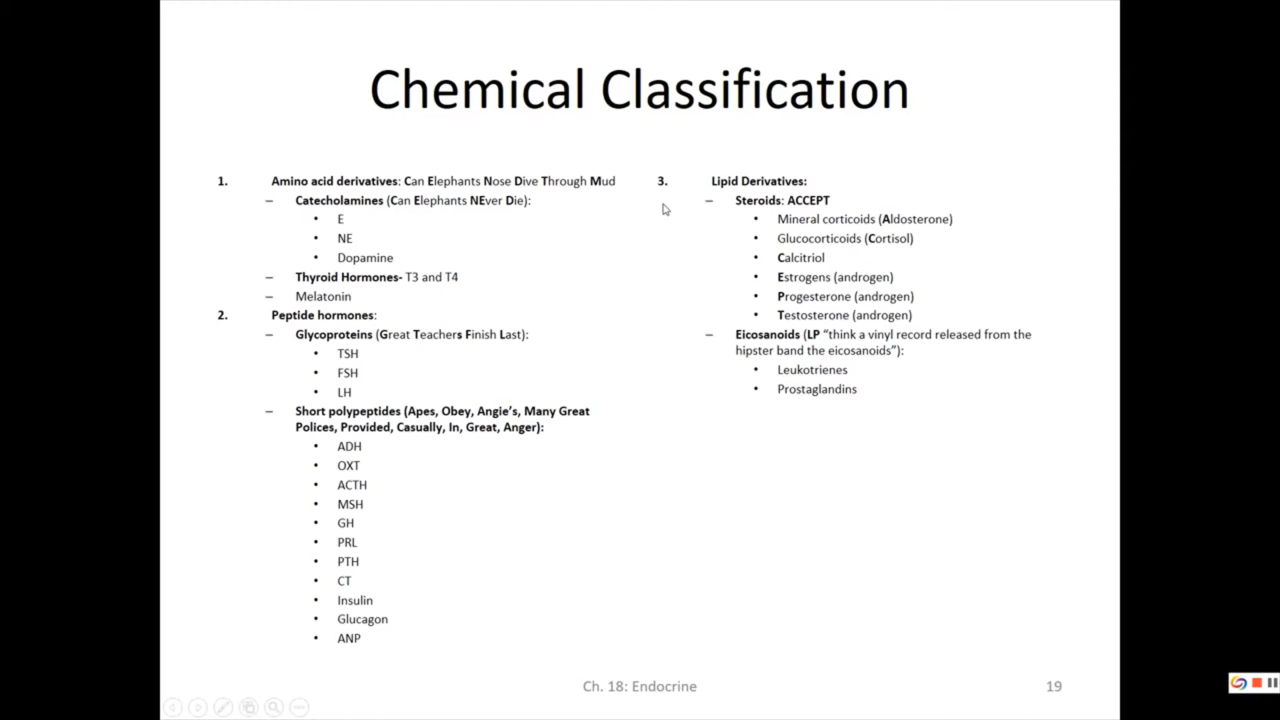 Chemical Classification
1. Amino acid derivatives: Can Elephants Nose Dive Through Mud
– Catecholamines (Can Elephants NEver Die):
• E
• NE
• Dopamine
– Thyroid Hormones- T3 and T4
– Melatonin
2. Peptide hormones:
– Glycoproteins (Great Teachers Finish Last):
• TSH
• FSH
• LH
– Short polypeptides (Apes, Obey, Angie's, Many Great
Polices, Provided, Casually, In, Great, Anger):
• ADH
• OXT
• ACTH
• MSH
• GH
• PRL
• PTH
• CT
• Insulin
• Glucagon
• ANP
3. Lipid Derivatives:
– Steroids: ACCEPT
• Mineral corticoids (Aldosterone)
• Glucocorticoids (Cortisol)
• Calcitriol
• Estrogens (androgen)
• Progesterone (androgen)
• Testosterone (androgen)
– Eicosanoids (LP “think a vinyl record released from the
hipster band the eicosanoids”):
• Leukotrienes
• Prostaglandins
Ch. 18: Endocrine
19